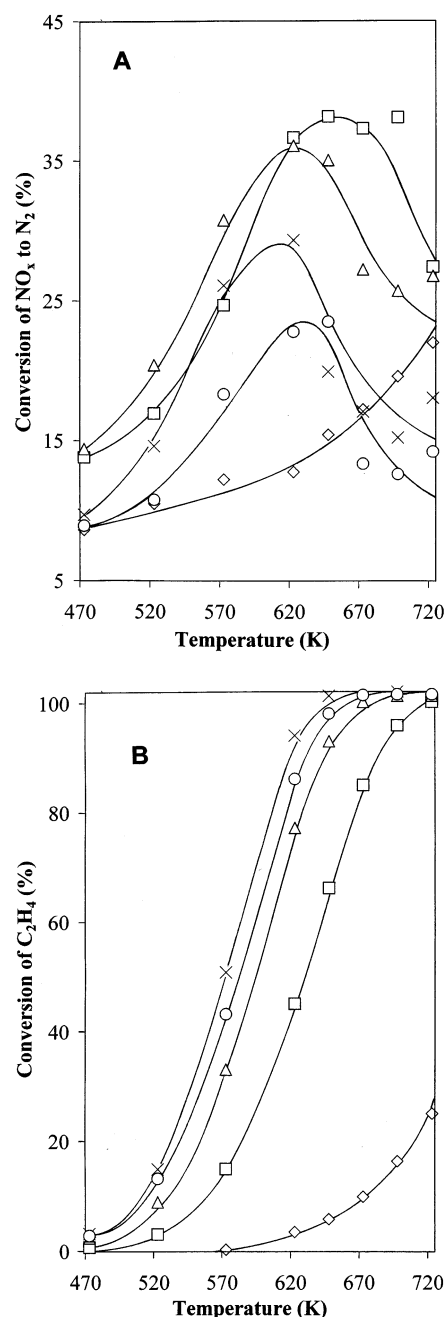 45
A
35
25
15
5
Conversion of NOₓ to N₂ (%)
470 520 570 620 670 720
Temperature (K)
100
B
80
60
40
20
0
Conversion of C₂H₄ (%)
470 520 570 620 670 720
Temperature (K)